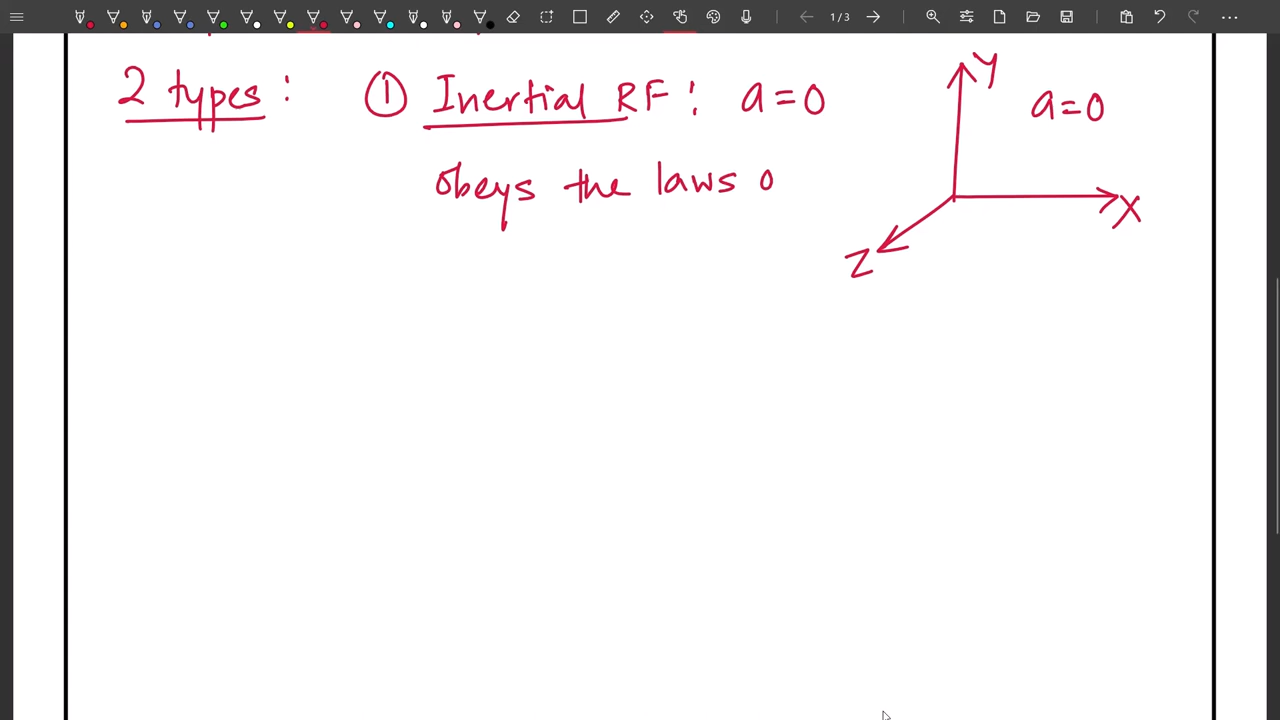 1 / 3
2 types : ① Inertial RF : a = 0
obeys the laws o
Y
a = 0
X
Z